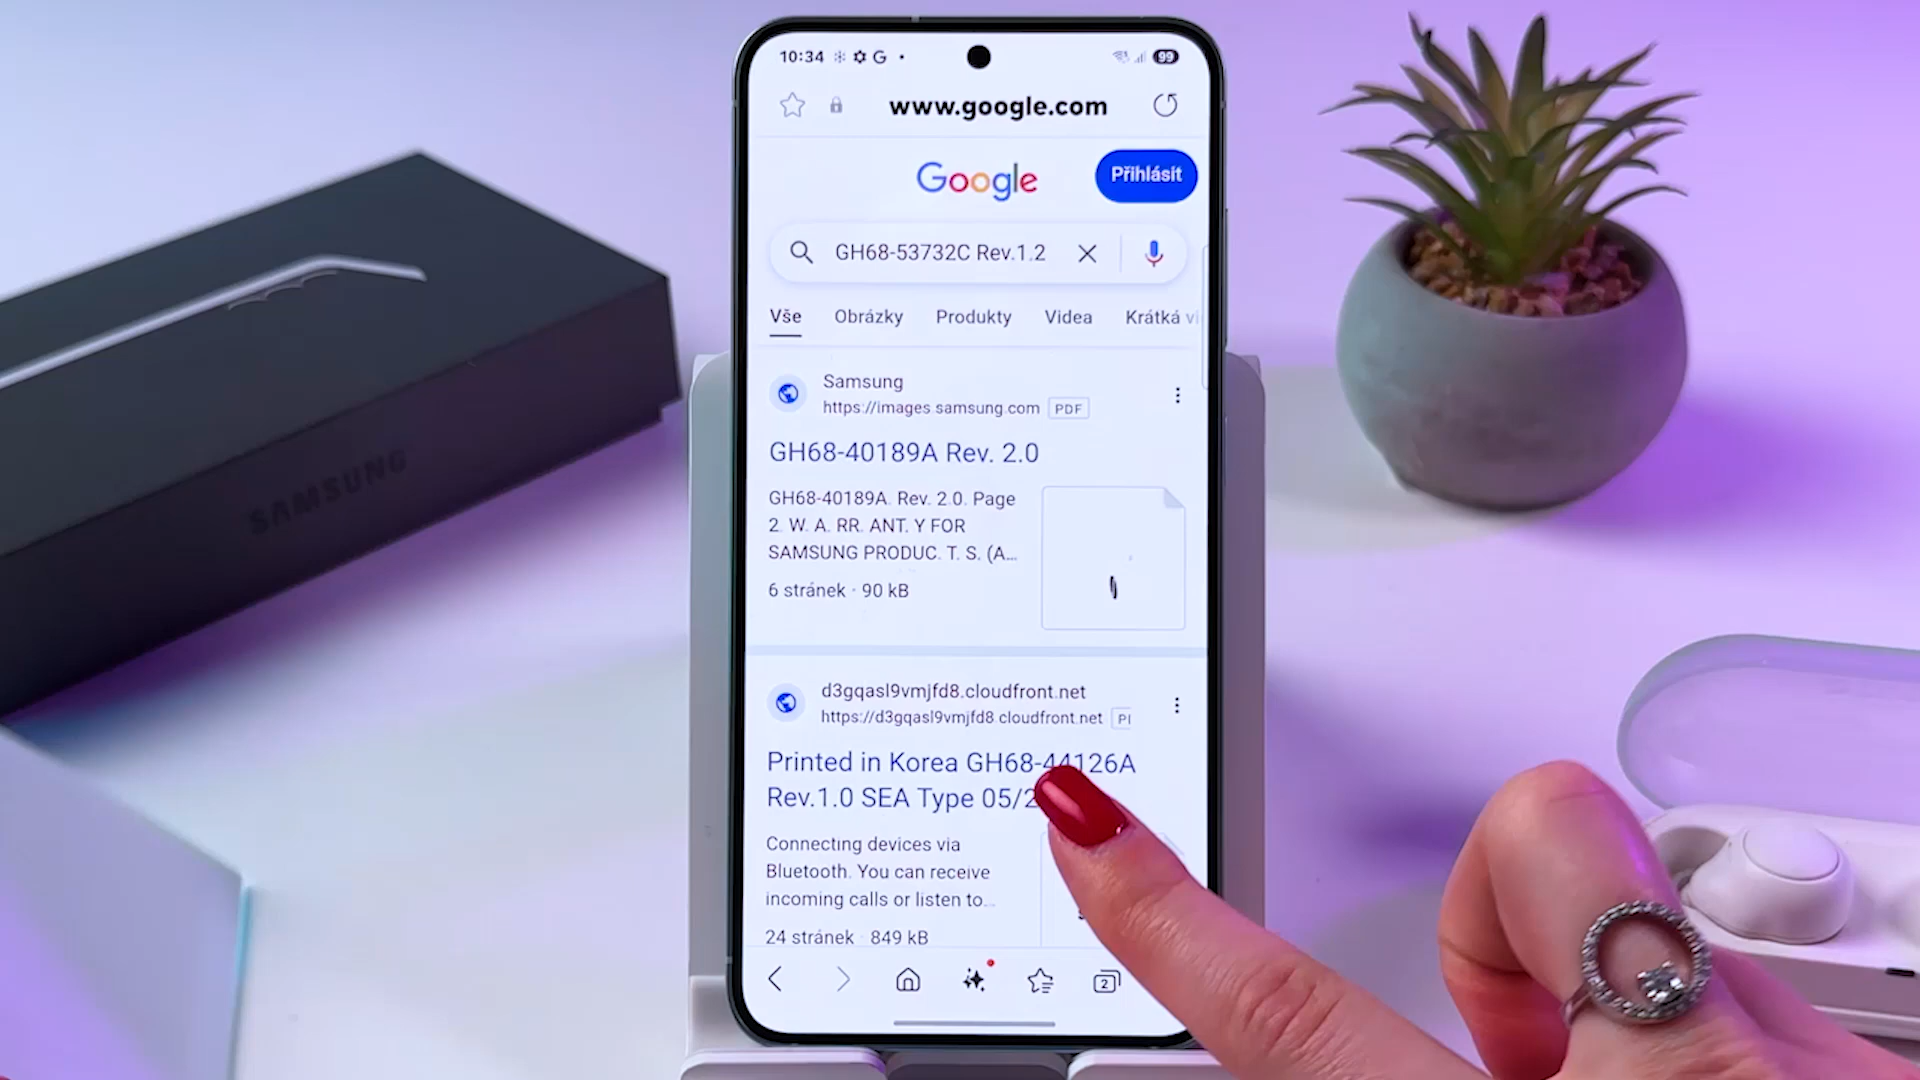 10:34
99
www.google.com
Google
Přihlásit
GH68-53732C Rev.1.2
Vše Obrázky Produkty Videa Krátká
Samsung
https://images.samsung.com PDF
GH68-40189A Rev. 2.0
GH68-40189A. Rev. 2.0. Page
2. W. A. RR. ANT. Y FOR
SAMSUNG PRODUC. T. S. (A...
6 stránek · 90 kB
d3gqasl9vmjfd8.cloudfront.net
https://d3gqasl9vmjfd8.cloudfront.net
Printed in Korea GH68-44126A
Rev.1.0 SEA Type 05/2
Connecting devices via
Bluetooth. You can receive
incoming calls or listen to...
24 stránek · 849 kB
2
SAMSUNG